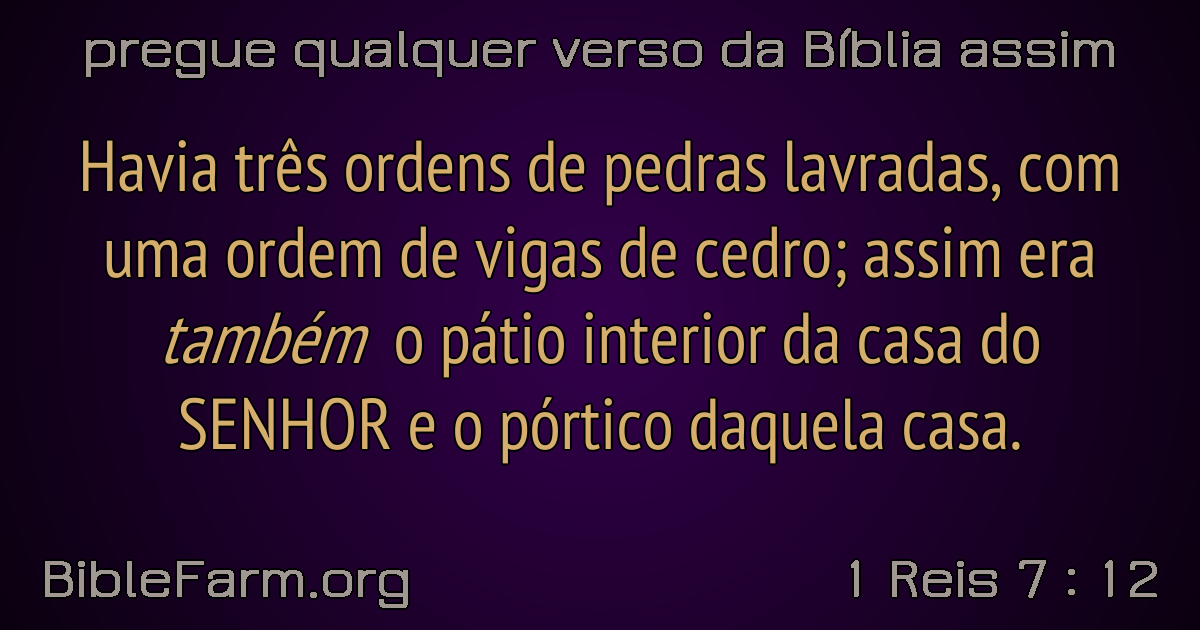 pregue qualquer verso da Bíblia assim
Havia três ordens de pedras lavradas, com
uma ordem de vigas de cedro; assim era
também o pátio interior da casa do
SENHOR e o pórtico daquela casa.
BibleFarm.org
1 Reis 7 : 12